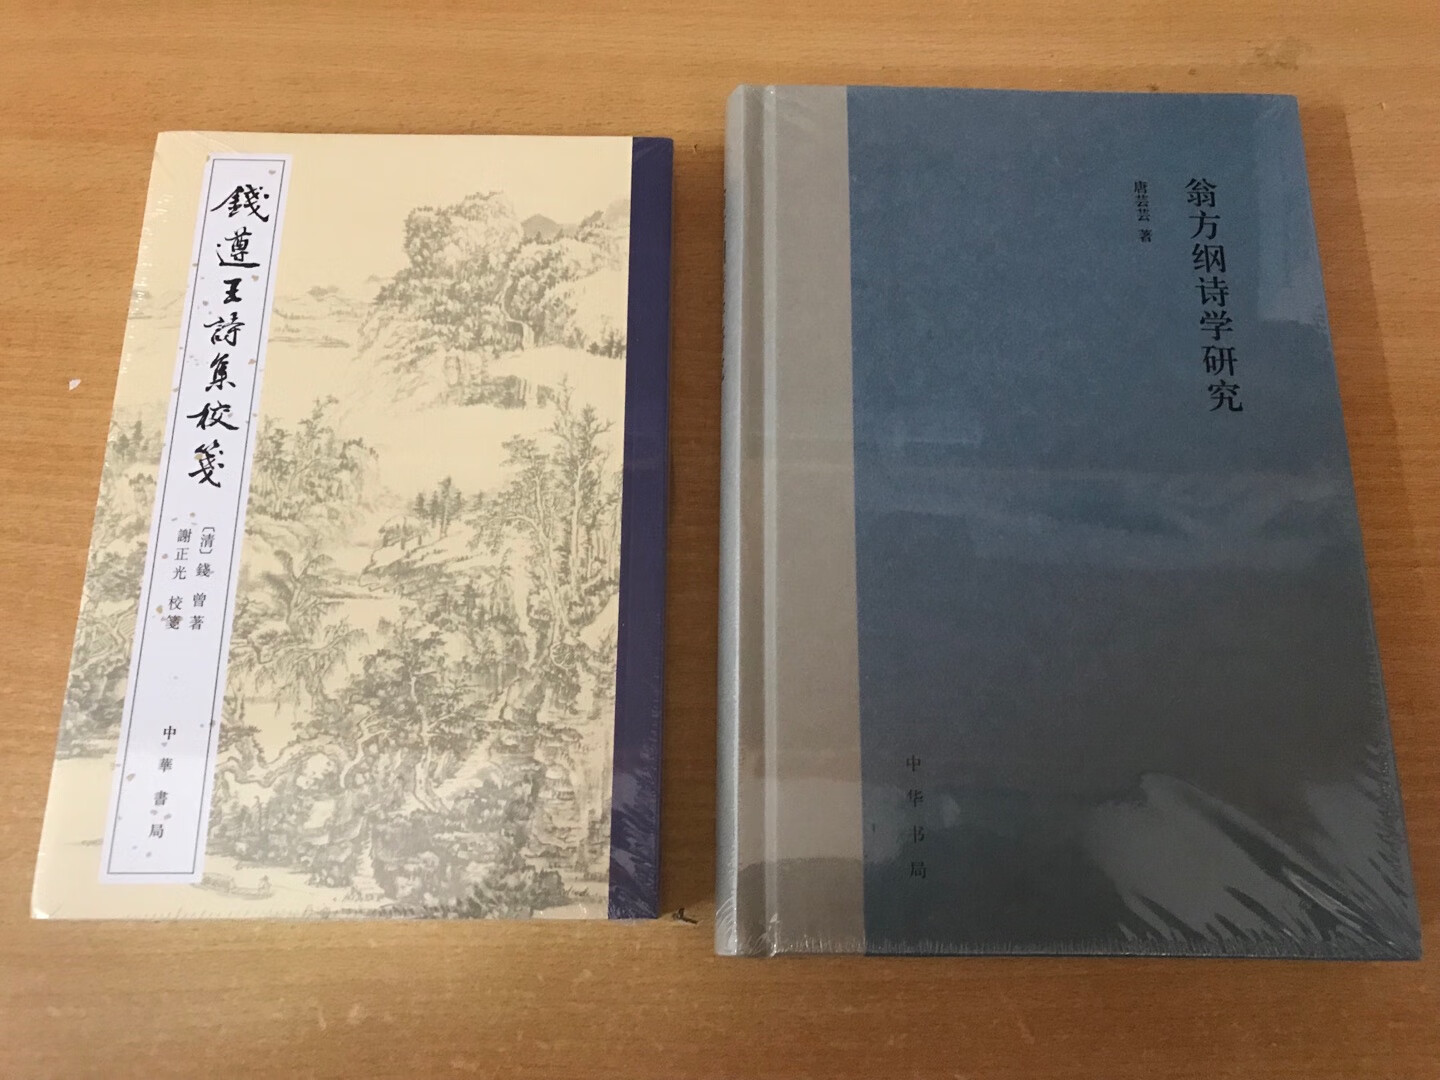 錢遵王詩集校箋
〔清〕錢曾著
謝正光 校箋
中華書局
翁方纲诗学研究
唐芸芸 著
中华书局